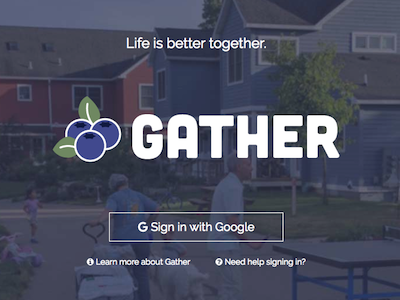 Life is better together.
GATHER
G Sign in with Google
Learn more about Gather
Need help signing in?